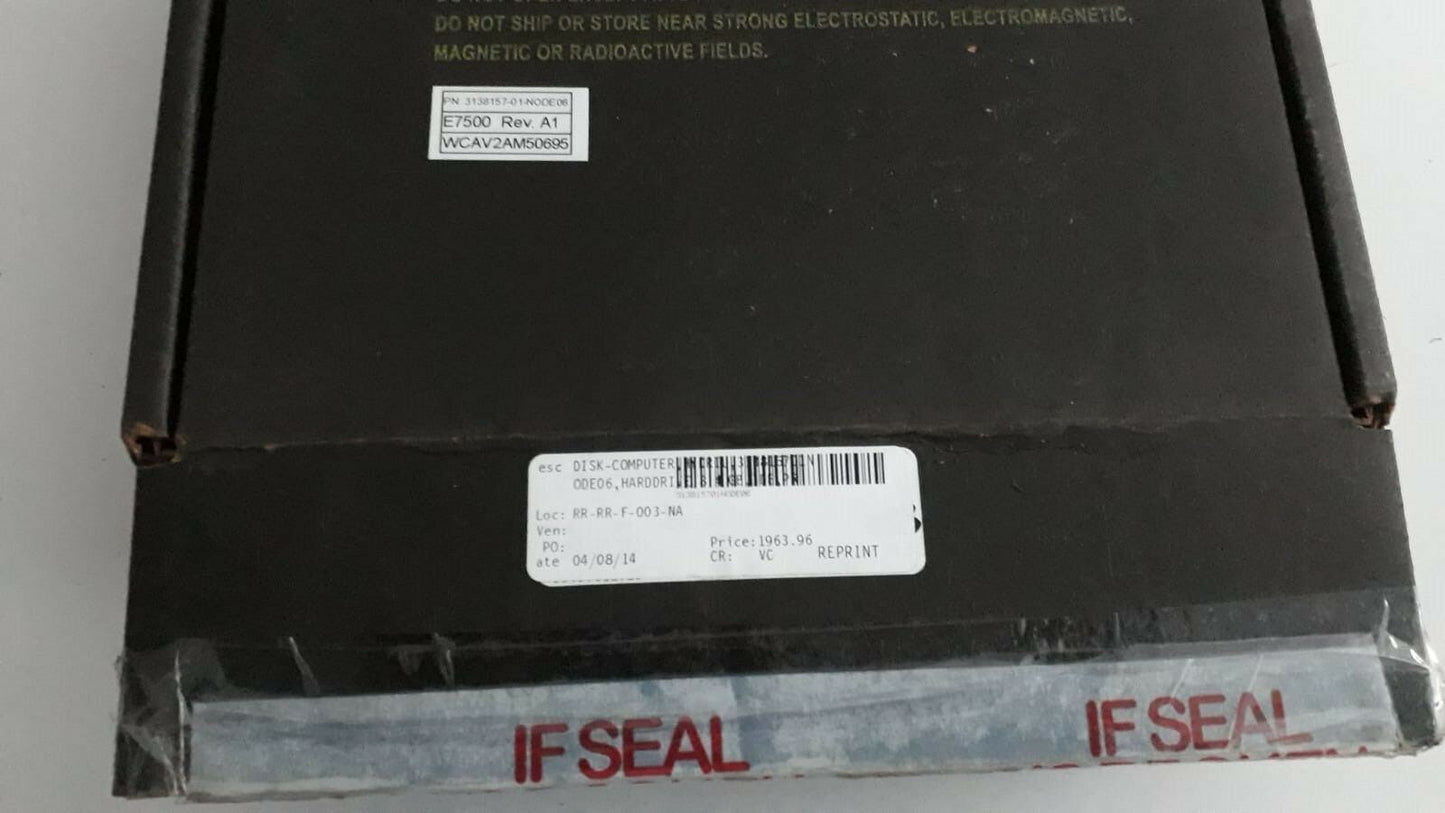 DO NOT SHIP OR STORE NEAR STRONG ELECTROSTATIC, ELECTROMAGNETIC,
MAGNETIC OR RADIOACTIVE FIELDS.
PN 3138157-01-NODE06
E7500 Rev. A1
WCAV2AM50695
esc DISK-COMPUTER
ODE06,HARDDRI
Loc: RR-RR-F-003-NA
Ven:
PO: Price:1963.96
ate 04/08/14 CR: VC REPRINT
IF SEAL IF SEAL